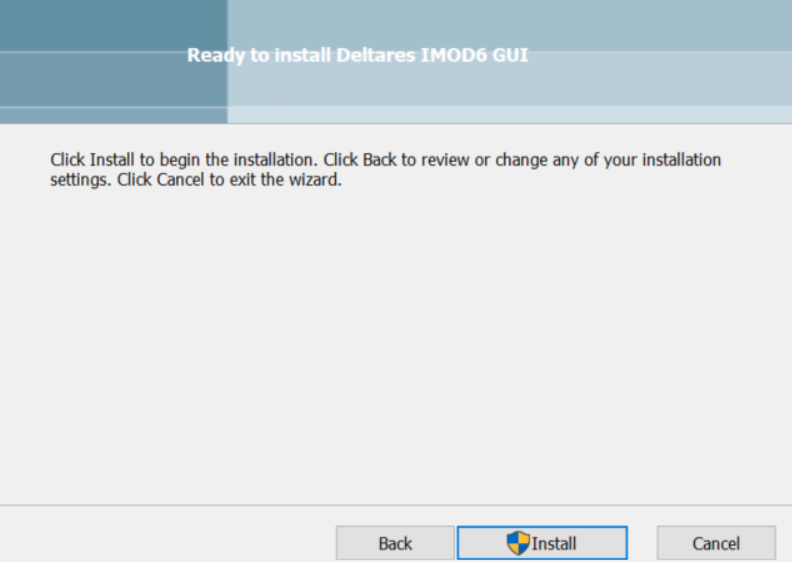 Ready to install Deltares IMOD6 GUI
Click Install to begin the installation. Click Back to review or change any of your installation
settings. Click Cancel to exit the wizard.
Back
Install
Cancel